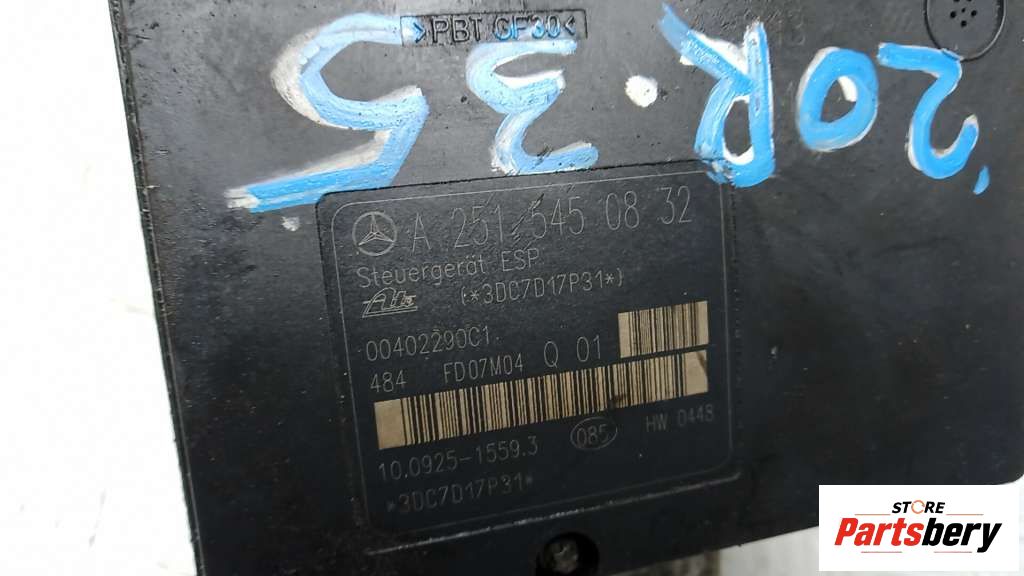 >PBT GF30<
20R.35
A 251 545 08 32
Steuergerät ESP
Ate (*3DC7D17P31*)
00402290C1
484 FD07M04 Q 01
10.0925-1559.3 085 HW 0448
*3DC7D17P31*
STORE
Partsbery